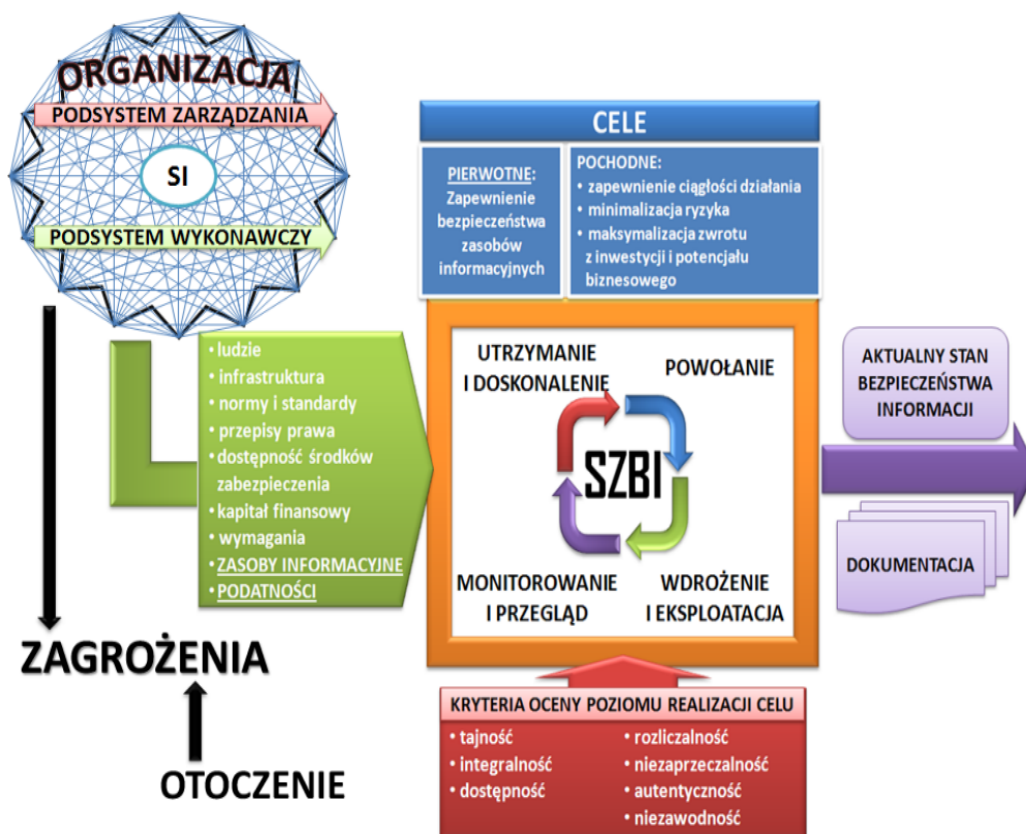 ORGANIZACJA
PODSYSTEM ZARZĄDZANIA
SI
PODSYSTEM WYKONAWCZY
CELE
PIERWOTNE:
Zapewnienie
bezpieczeństwa
zasobów
informacyjnych
POCHODNE:
• zapewnienie ciągłości działania
• minimalizacja ryzyka
• maksymalizacja zwrotu
z inwestycji i potencjału
biznesowego
• ludzie
• infrastruktura
• normy i standardy
• przepisy prawa
• dostępność środków
zabezpieczenia
• kapitał finansowy
• wymagania
• ZASOBY INFORMACYJNE
• PODATNOŚCI
UTRZYMANIE
I DOSKONALENIE
POWOŁANIE
SZBI
MONITOROWANIE
I PRZEGLĄD
WDROŻENIE
I EKSPLOATACJA
AKTUALNY STAN
BEZPIECZEŃSTWA
INFORMACJI
DOKUMENTACJA
ZAGROŻENIA
OTOCZENIE
KRYTERIA OCENY POZIOMU REALIZACJI CELU
• tajność
• integralność
• dostępność
• rozliczalność
• niezaprzeczalność
• autentyczność
• niezawodność